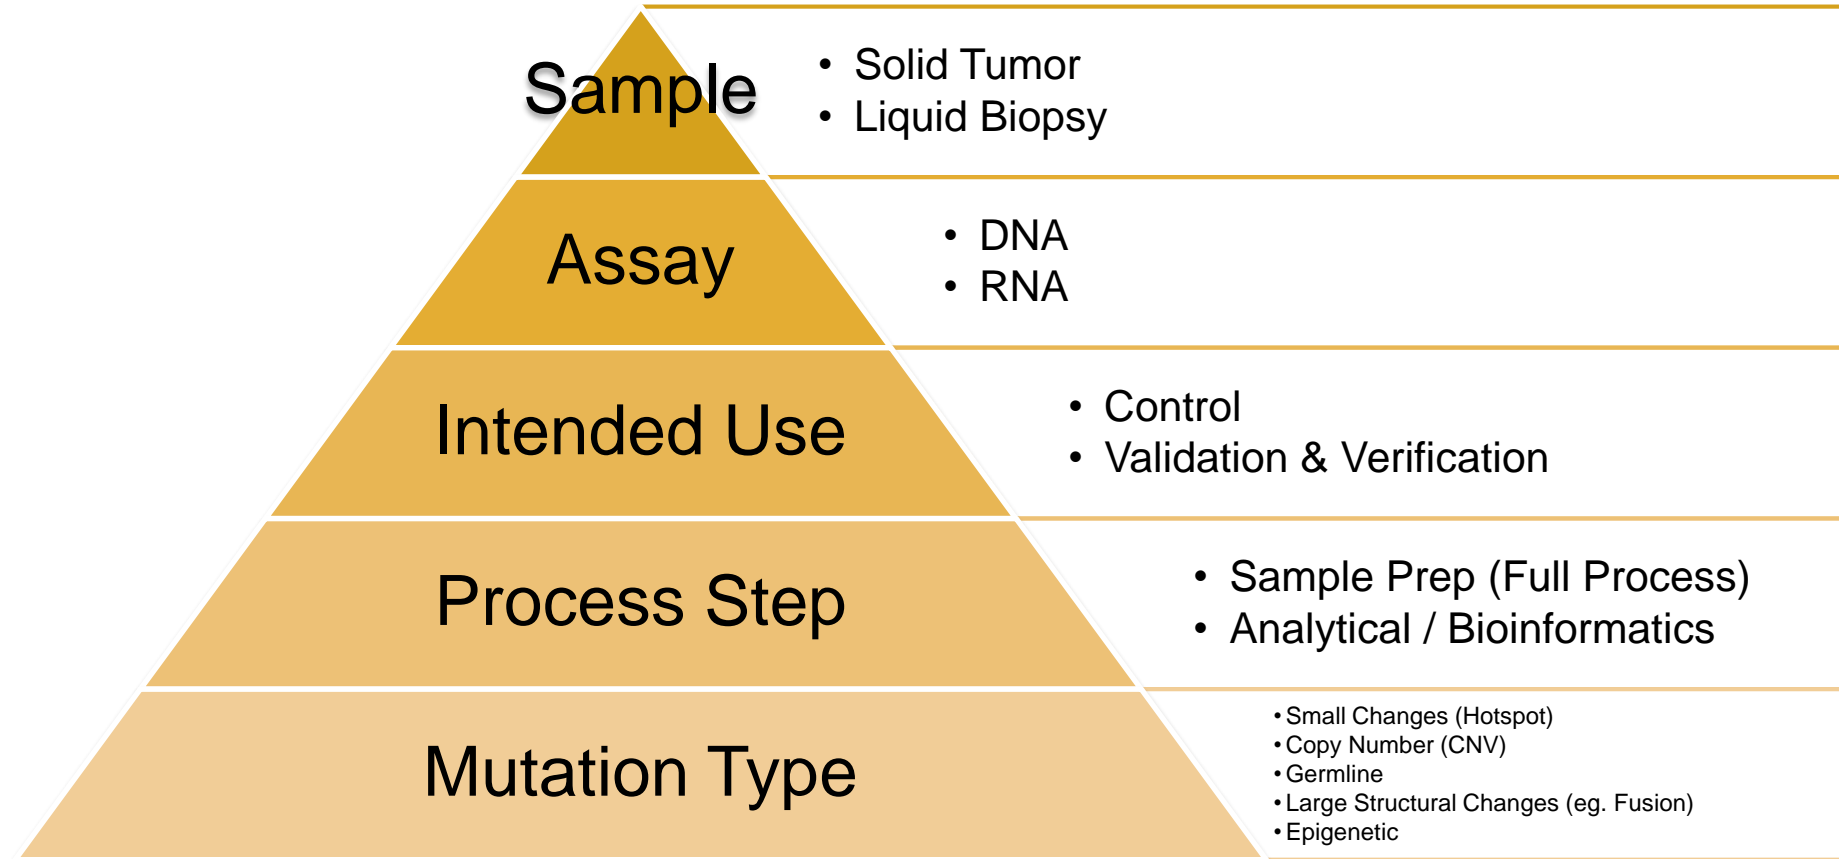 Sample
• Solid Tumor
• Liquid Biopsy
Assay
• DNA
• RNA
Intended Use
• Control
• Validation & Verification
Process Step
• Sample Prep (Full Process)
• Analytical / Bioinformatics
Mutation Type
• Small Changes (Hotspot)
• Copy Number (CNV)
• Germline
• Large Structural Changes (eg. Fusion)
• Epigenetic